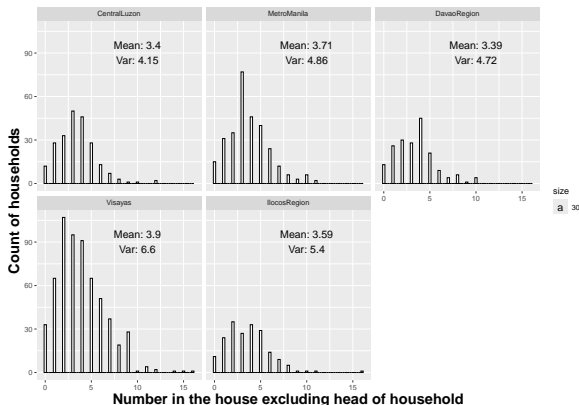 CentralLuzon
MetroManila
DavaoRegion
Mean: 3.4
Var: 4.15
Mean: 3.71
Var: 4.86
Mean: 3.39
Var: 4.72
90
60
30
0
0 5 10 15
Visayas
IlocosRegion
Mean: 3.9
Var: 6.6
Mean: 3.59
Var: 5.4
90
60
30
0
0 5 10 15
0 5 10 15
Count of households
Number in the house excluding head of household
size
a 30